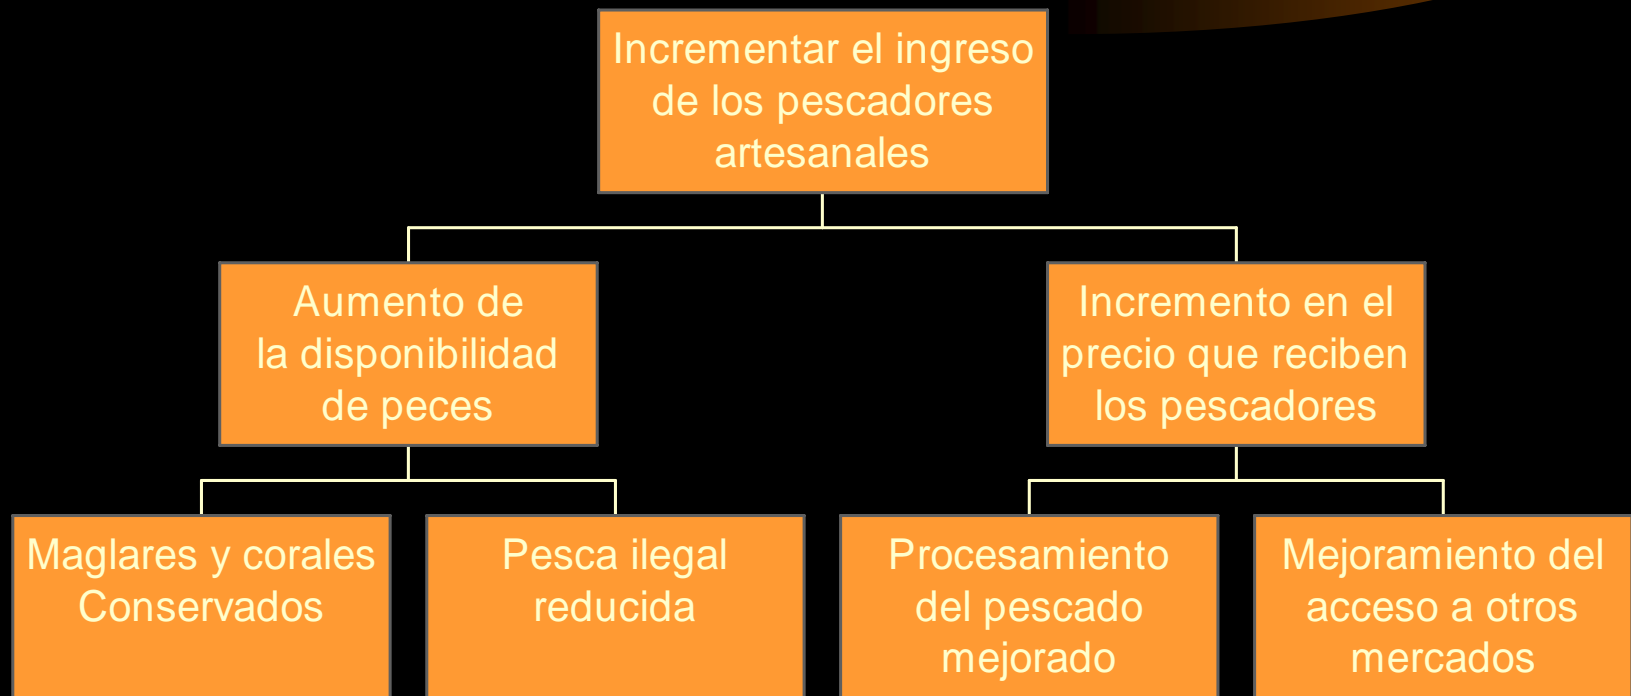 Incrementar el ingreso
de los pescadores
artesanales
Aumento de
la disponibilidad
de peces
Incremento en el
precio que reciben
los pescadores
Maglares y corales
Conservados
Pesca ilegal
reducida
Procesamiento
del pescado
mejorado
Mejoramiento del
acceso a otros
mercados